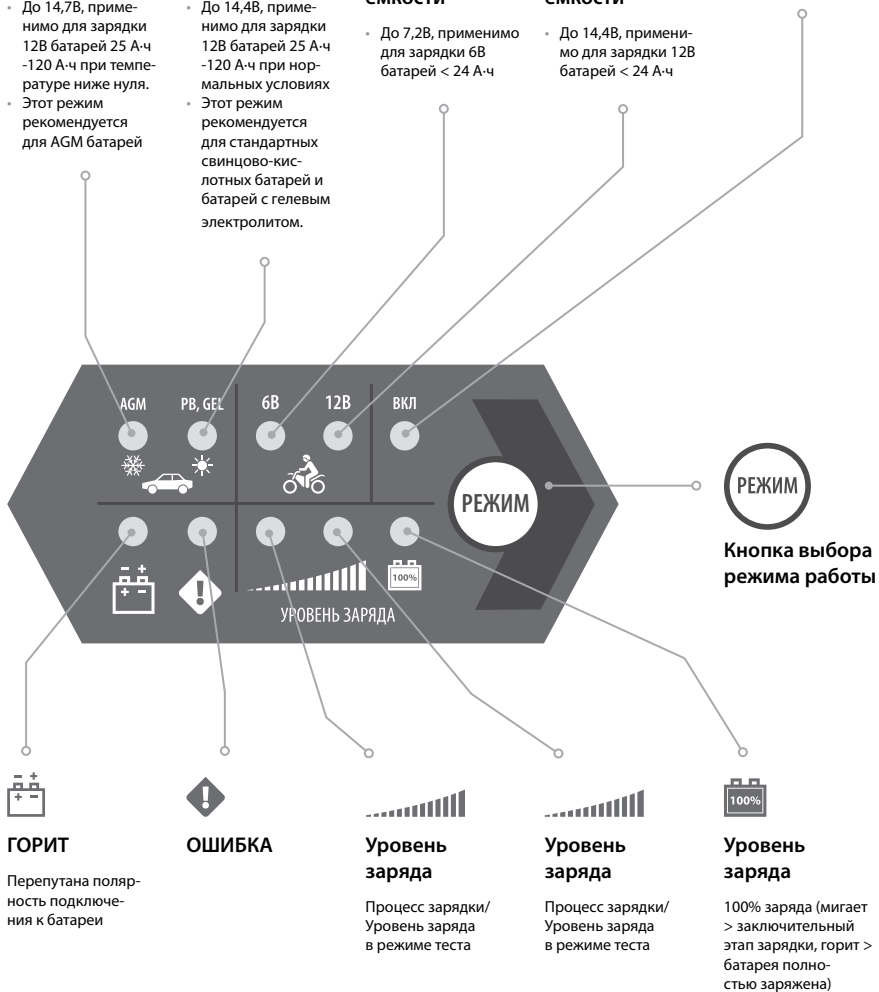 емкости
емкости
• До 14,7В, приме-
нимо для зарядки
12В батарей 25 А·ч
-120 А·ч при темпе-
ратуре ниже нуля.
• Этот режим
рекомендуется
для AGM батарей
• До 14,4В, приме-
нимо для зарядки
12В батарей 25 А·ч
-120 А·ч при нор-
мальных условиях
• Этот режим
рекомендуется
для стандартных
свинцово-кис-
лотных батарей и
батарей с гелевым
электролитом.
• До 7,2В, применимо
для зарядки 6В
батарей < 24 А·ч
• До 14,4В, примени-
мо для зарядки 12В
батарей < 24 А·ч
AGM
PB, GEL
6В
12В
ВКЛ
РЕЖИМ
100%
УРОВЕНЬ ЗАРЯДА
РЕЖИМ
Кнопка выбора
режима работы
ГОРИТ
Перепутана поляр-
ность подключе-
ния к батареи
ОШИБКА
Уровень
заряда
Процесс зарядки/
Уровень заряда
в режиме теста
Уровень
заряда
Процесс зарядки/
Уровень заряда
в режиме теста
100%
Уровень
заряда
100% заряда (мигает
> заключительный
этап зарядки, горит >
батарея полно-
стью заряжена)